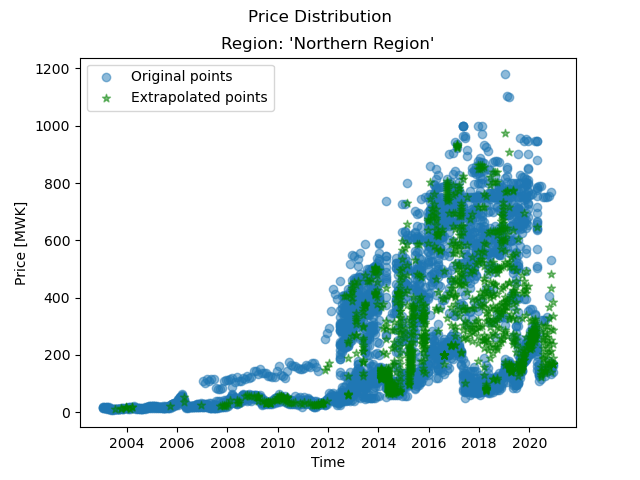 Price Distribution
Region: 'Northern Region'
Original points
Extrapolated points
1200
1000
800
600
400
200
0
Price [MWK]
2004 2006 2008 2010 2012 2014 2016 2018 2020
Time